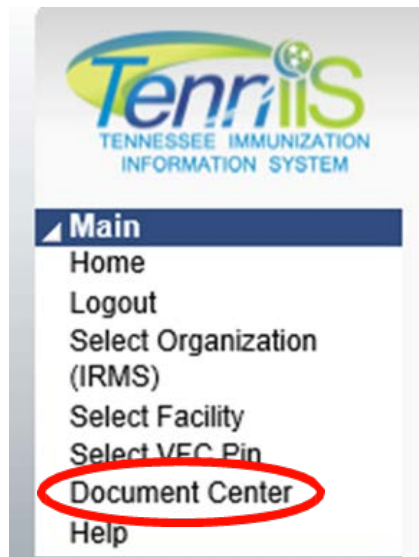 TennIIS
TENNESSEE IMMUNIZATION
INFORMATION SYSTEM
Main
Home
Logout
Select Organization
(IRMS)
Select Facility
Select VFC Pin
Document Center
Help